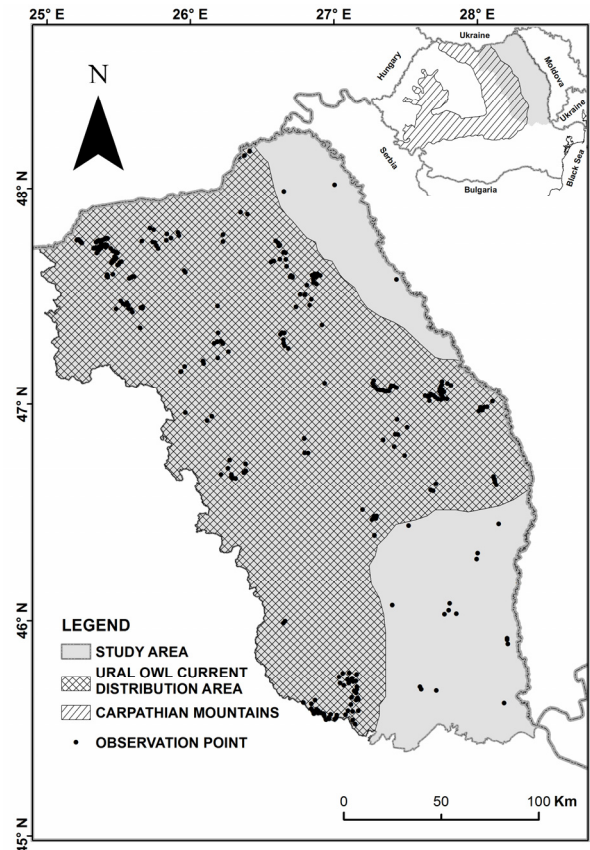 25° E 26° E 27° E 28° E
Ukraine
Hungary
Moldova
Ukraine
Serbia
Black Sea
Bulgaria
N
48° N
47° N
46° N
45° N
LEGEND
STUDY AREA
URAL OWL CURRENT
DISTRIBUTION AREA
CARPATHIAN MOUNTAINS
OBSERVATION POINT
0 50 100 Km